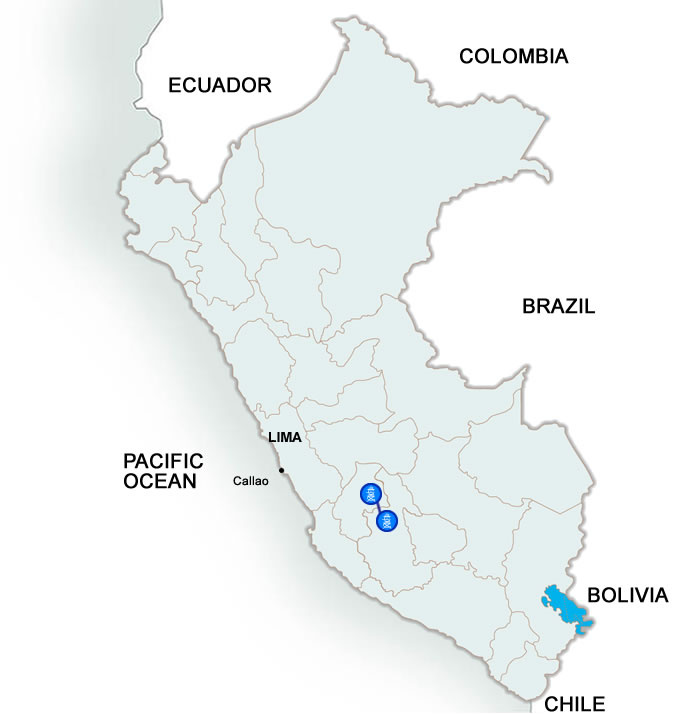 COLOMBIA
ECUADOR
BRAZIL
LIMA
PACIFIC
OCEAN
Callao
BOLIVIA
CHILE